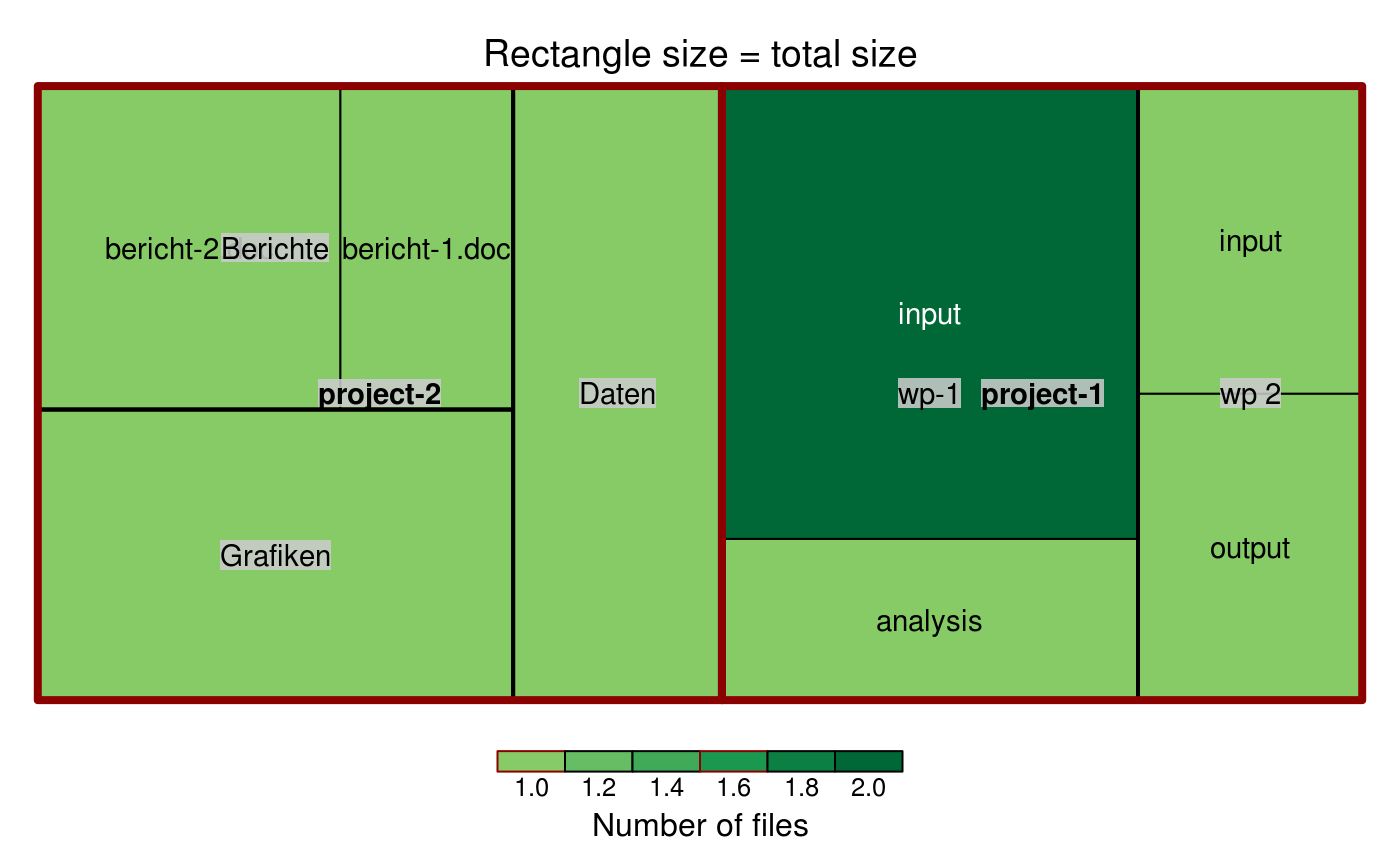 Rectangle size = total size
bericht-2
Berichte
bericht-1.doc
project-2
Grafiken
Daten
input
wp-1
project-1
analysis
input
wp 2
output
1.0 1.2 1.4 1.6 1.8 2.0
Number of files